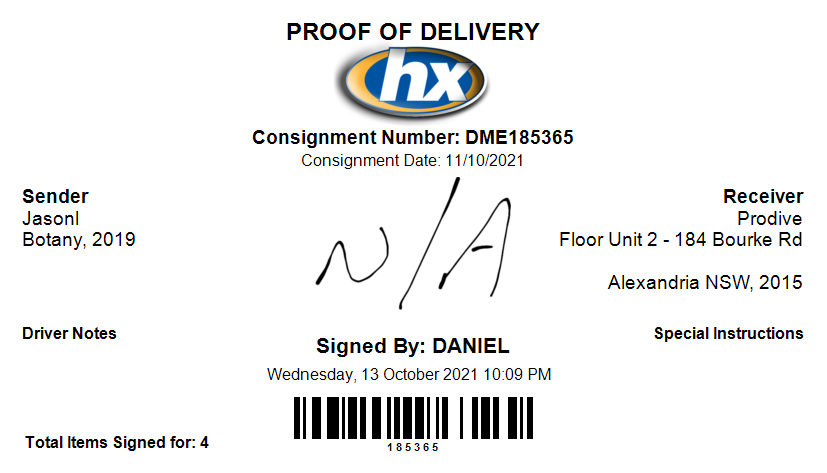 PROOF OF DELIVERY
hx
Consignment Number: DME185365
Consignment Date: 11/10/2021
Sender
JasonI
Botany, 2019
Receiver
Prodive
Floor Unit 2 - 184 Bourke Rd
Alexandria NSW, 2015
N/A
Driver Notes
Special Instructions
Signed By: DANIEL
Wednesday, 13 October 2021 10:09 PM
185365
Total Items Signed for: 4